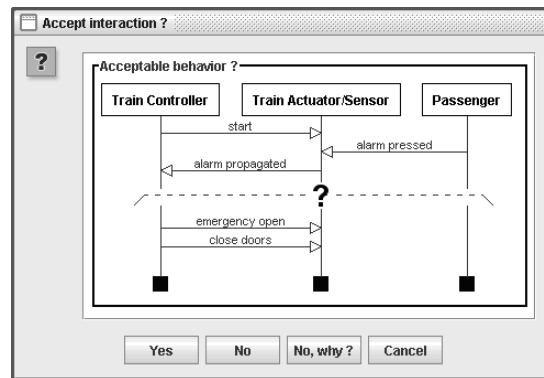 Accept interaction ?
?
Acceptable behavior ?
Train Controller
Train Actuator/Sensor
Passenger
start
alarm pressed
alarm propagated
?
emergency open
close doors
Yes
No
No, why ?
Cancel